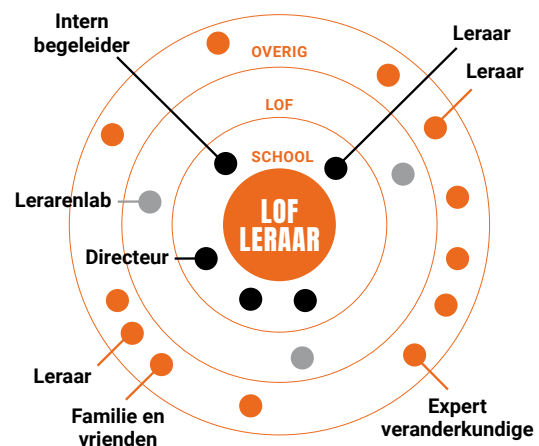 Intern
begeleider
Leraar
OVERIG
Leraar
LOF
SCHOOL
Lerarenlab
LOF
LERAAR
Directeur
Leraar
Familie en
vrienden
Expert
veranderkundige